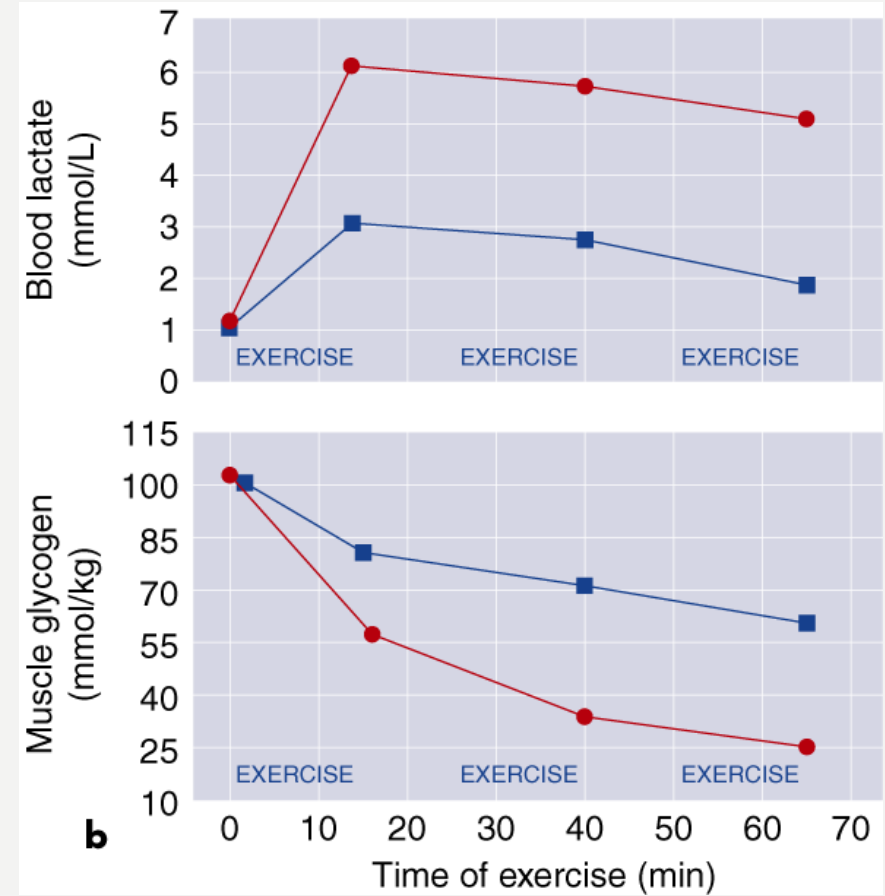 7
6
5
4
3
2
1
0
Blood lactate
(mmol/L)
EXERCISE EXERCISE EXERCISE
115
100
85
70
55
40
25
10
Muscle glycogen
(mmol/kg)
EXERCISE EXERCISE EXERCISE
b
0 10 20 30 40 50 60 70
Time of exercise (min)